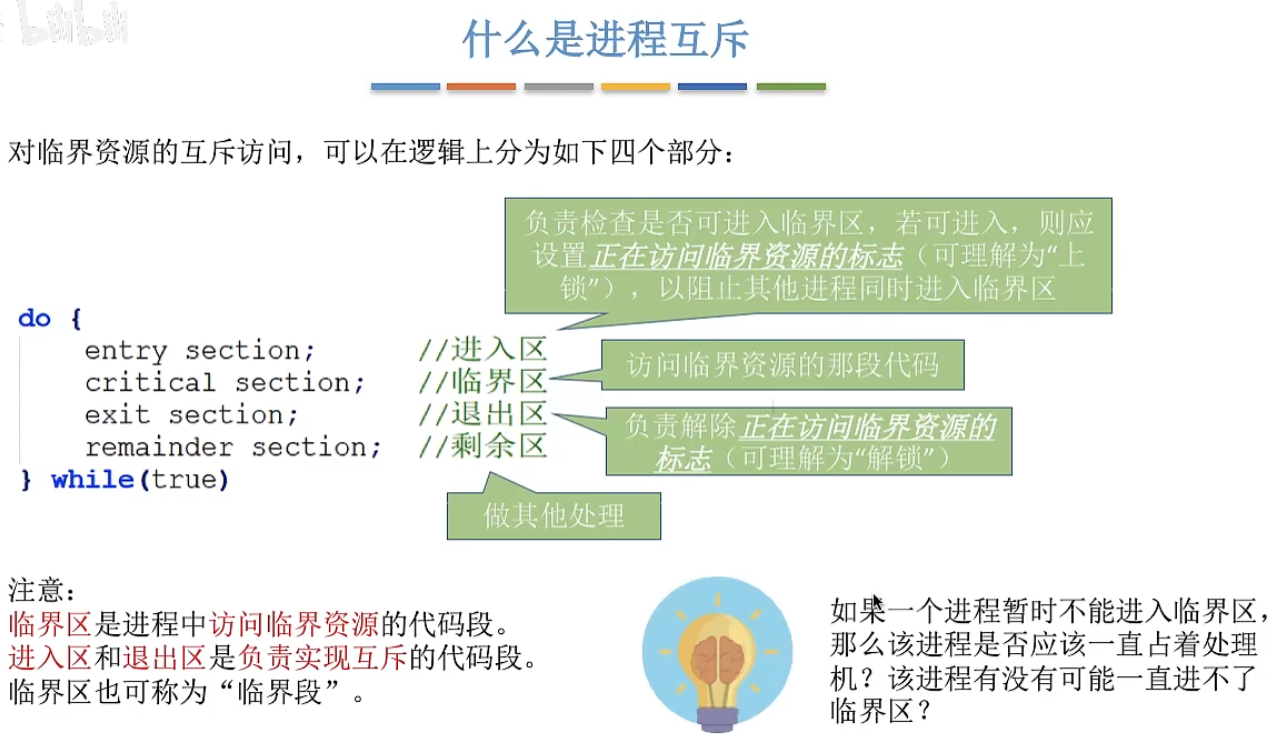 bilibili
什么是进程互斥
对临界资源的互斥访问，可以在逻辑上分为如下四个部分：
负责检查是否可进入临界区，若可进入，则应
设置正在访问临界资源的标志（可理解为“上
锁”），以阻止其他进程同时进入临界区
do {
entry section; //进入区
访问临界资源的那段代码
critical section; //临界区
exit section; //退出区
负责解除正在访问临界资源的
标志（可理解为“解锁”）
remainder section; //剩余区
} while(true)
做其他处理
注意：
临界区是进程中访问临界资源的代码段。
进入区和退出区是负责实现互斥的代码段。
临界区也可称为“临界段”。
如果一个进程暂时不能进入临界区，
那么该进程是否应该一直占着处理
机？该进程有没有可能一直进不了
临界区？